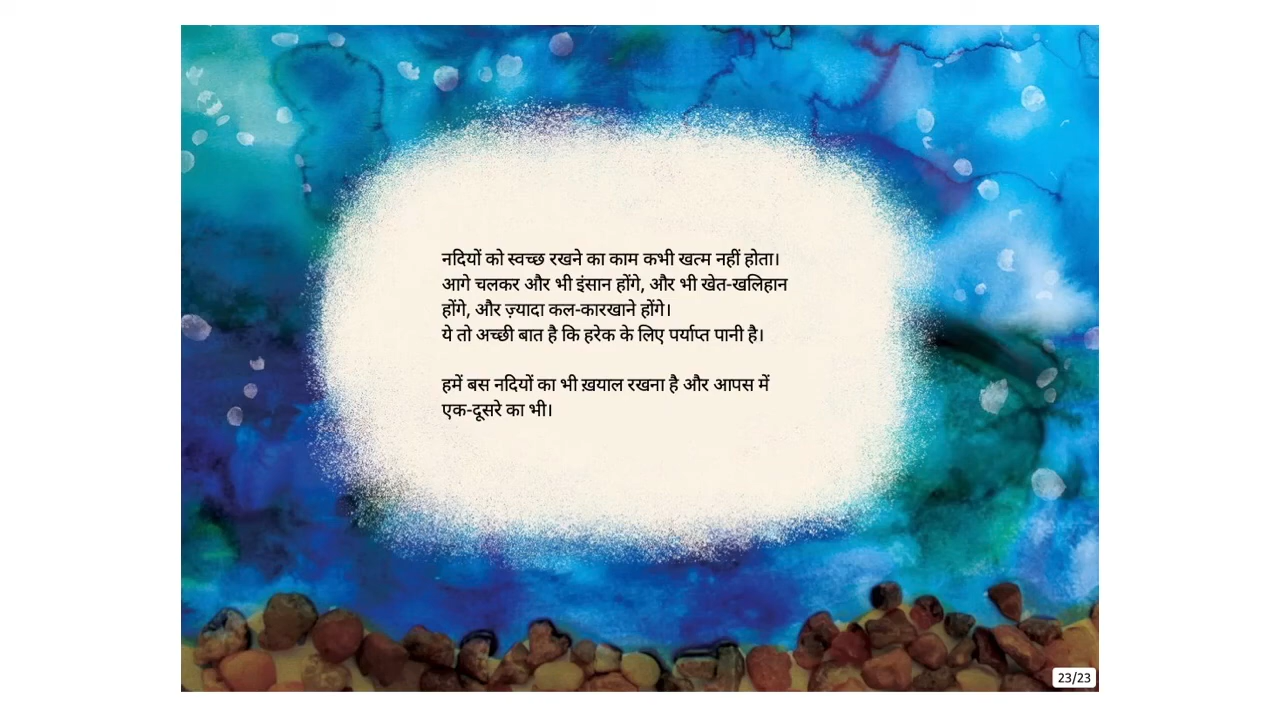 नदियों को स्वच्छ रखने का काम कभी खत्म नहीं होता।
आगे चलकर और भी इंसान होंगे, और भी खेत-खलिहान
होंगे, और ज़्यादा कल-कारखाने होंगे।
ये तो अच्छी बात है कि हरेक के लिए पर्याप्त पानी है।
हमें बस नदियों का भी ख़याल रखना है और आपस में
एक-दूसरे का भी।
23/23